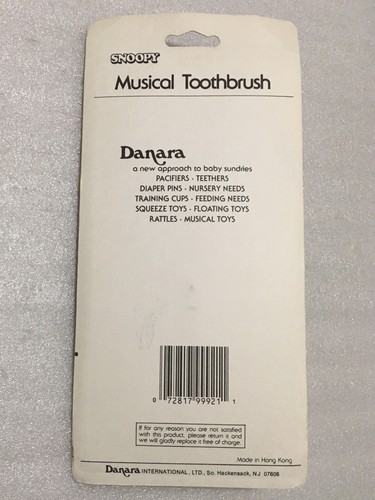 SNOOPY
Musical Toothbrush
Danara
a new approach to baby sundries
PACIFIERS - TEETHERS
DIAPER PINS - NURSERY NEEDS
TRAINING CUPS - FEEDING NEEDS
SQUEEZE TOYS - FLOATING TOYS
RATTLES - MUSICAL TOYS
0 72817 99921 1
If for any reason you are not satisfied
with this product, please return it and
we will gladly replace it free of charge.
Made in Hong Kong
Danara INTERNATIONAL, LTD., So. Hackensack, NJ 07606